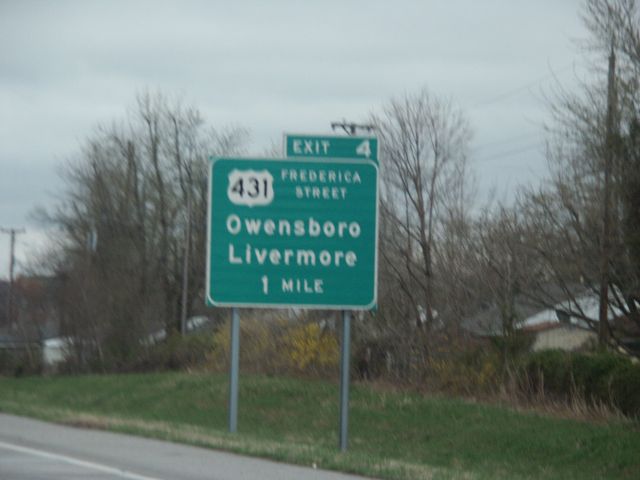 EXIT 4
431 FREDERICA
STREET
Owensboro
Livermore
1 MILE